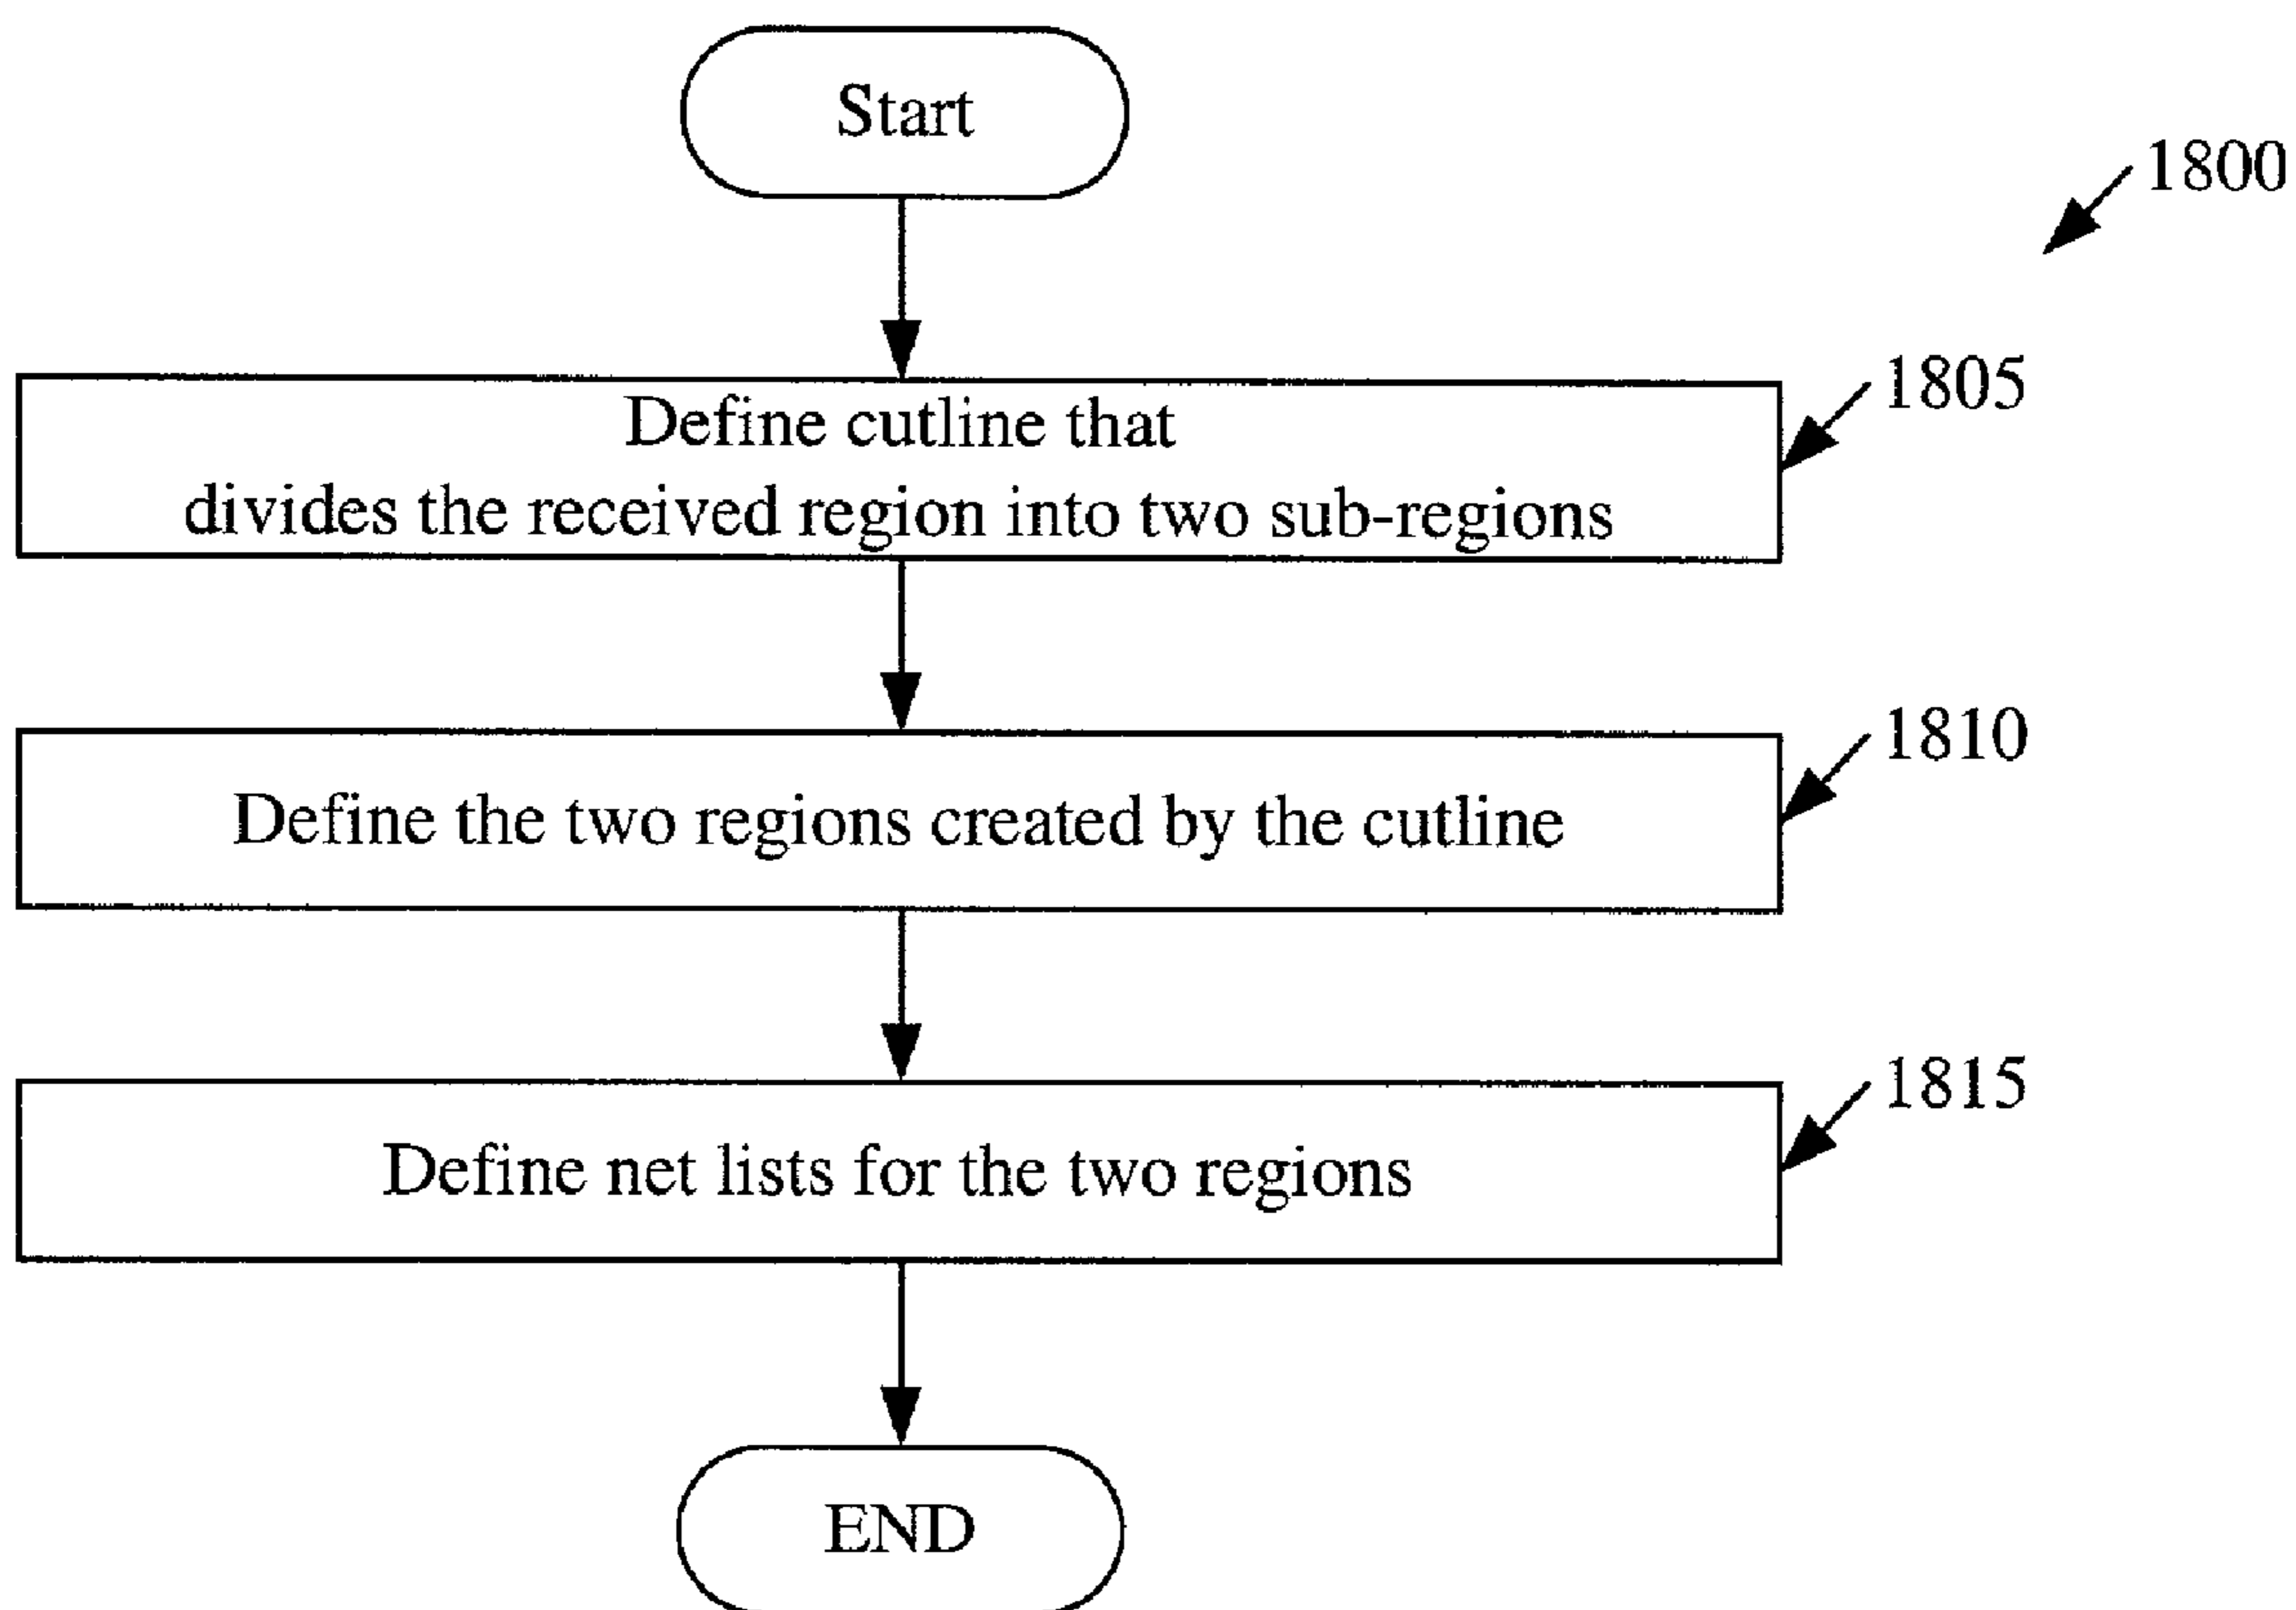 Start
1800
1805
Define cutline that
divides the received region into two sub-regions
1810
Define the two regions created by the cutline
1815
Define net lists for the two regions
END